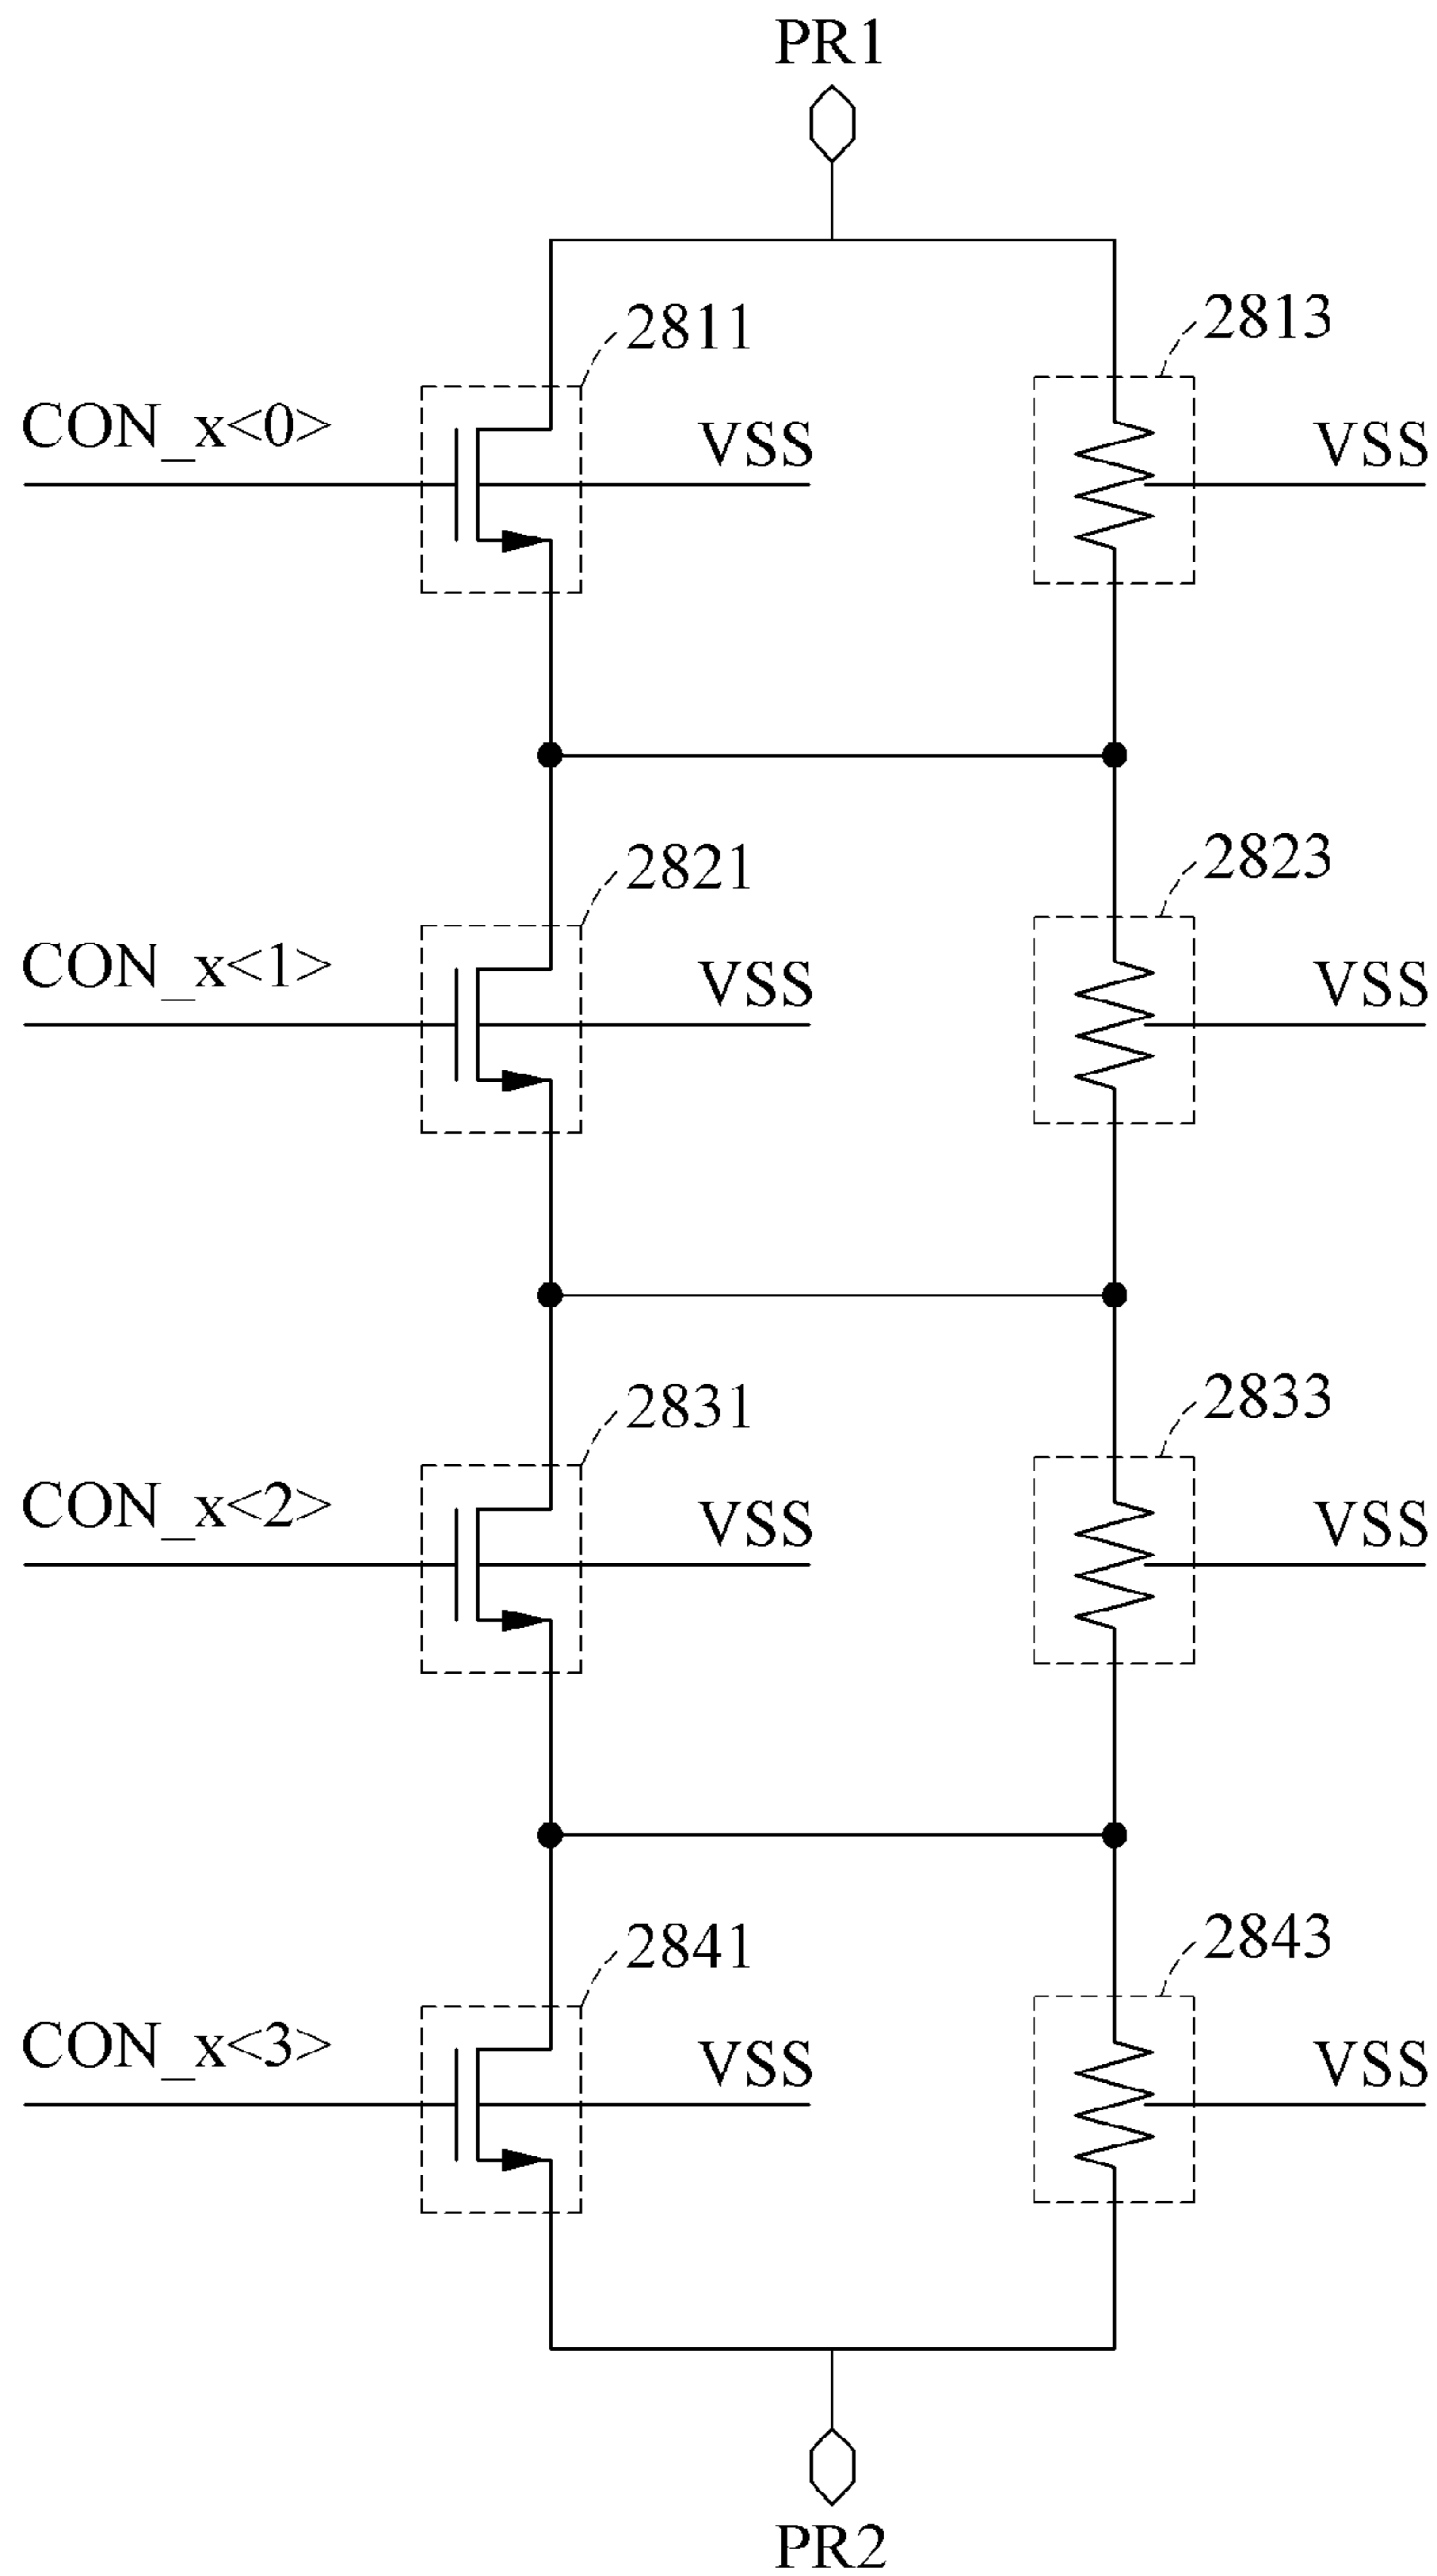 PR1
2811
2813
CON_x<0>
VSS
VSS
2821
2823
CON_x<1>
VSS
VSS
2831
2833
CON_x<2>
VSS
VSS
2841
2843
CON_x<3>
VSS
VSS
PR2